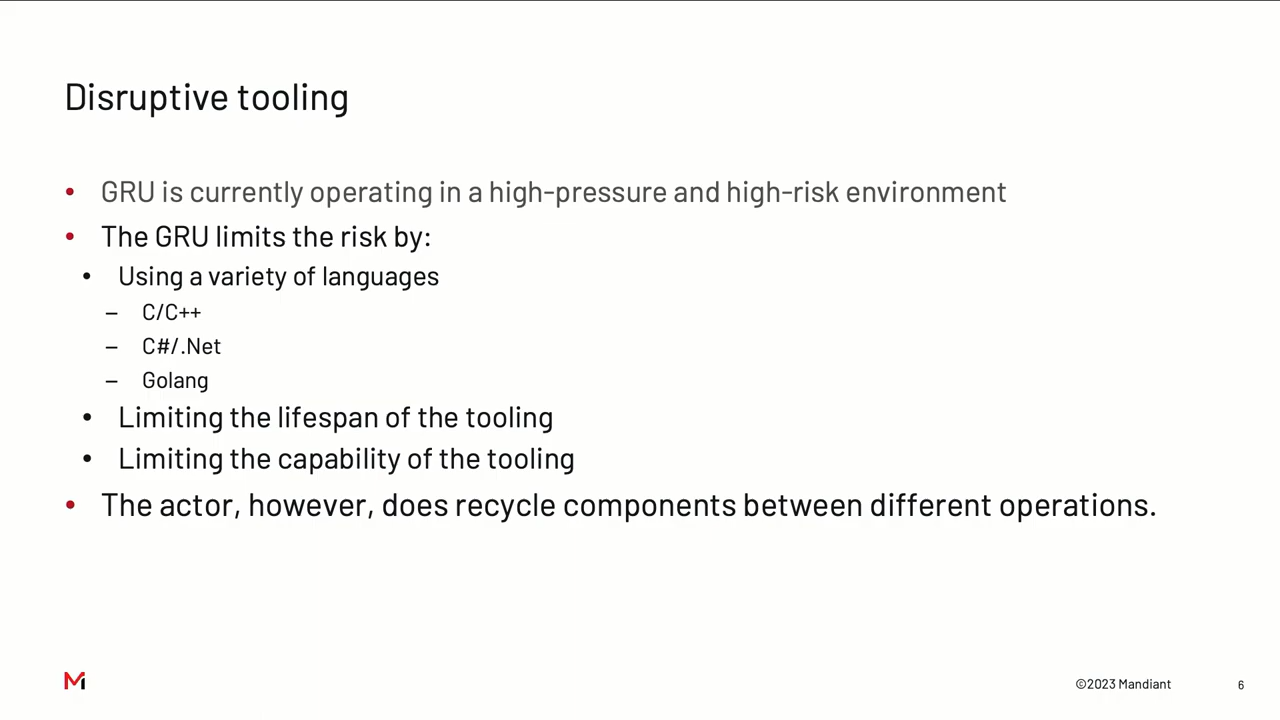 Disruptive tooling
• GRU is currently operating in a high-pressure and high-risk environment
• The GRU limits the risk by:
• Using a variety of languages
– C/C++
– C#/.Net
– Golang
• Limiting the lifespan of the tooling
• Limiting the capability of the tooling
• The actor, however, does recycle components between different operations.
©2023 Mandiant
6